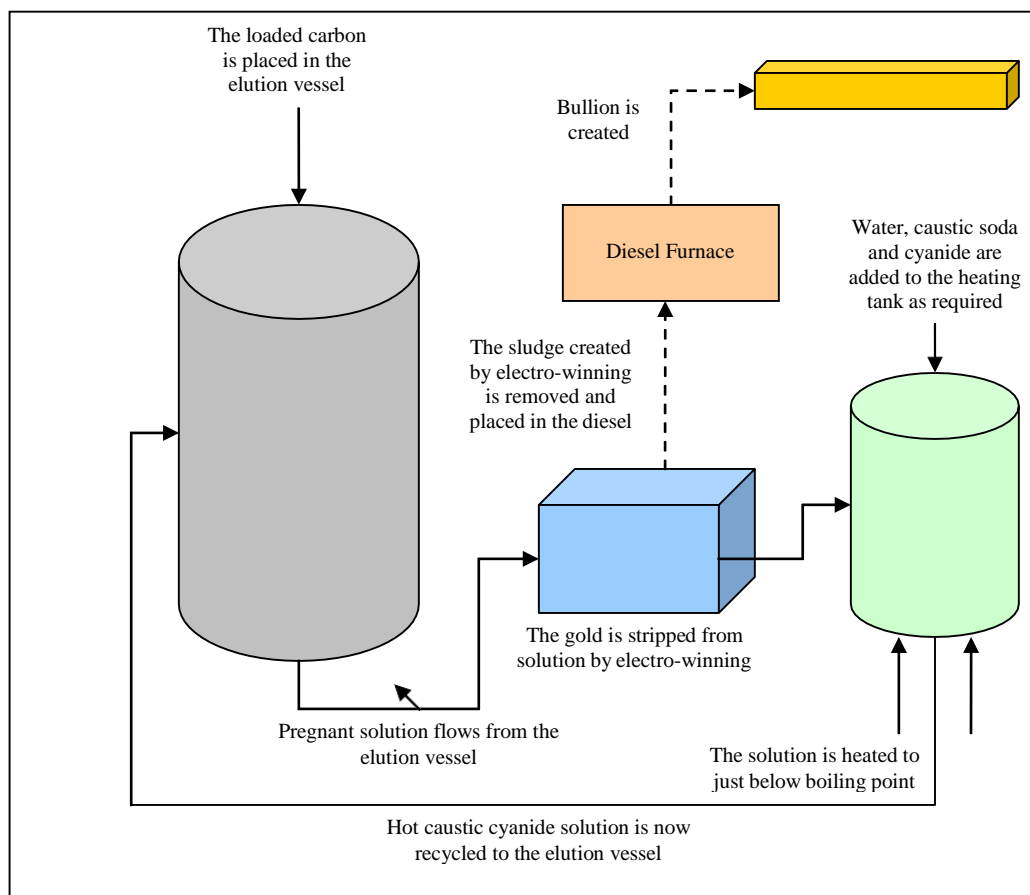 The loaded carbon
is placed in the
elution vessel
Bullion is
created
Diesel Furnace
Water, caustic soda
and cyanide are
added to the heating
tank as required
The sludge created
by electro-winning
is removed and
placed in the diesel
The gold is stripped from
solution by electro-winning
Pregnant solution flows from the
elution vessel
The solution is heated to
just below boiling point
Hot caustic cyanide solution is now
recycled to the elution vessel